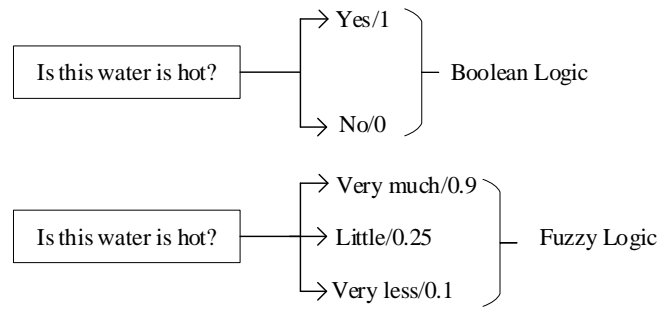 Yes/1
Is this water is hot?
Boolean Logic
No/0
Very much/0.9
Is this water is hot?
Little/0.25
Fuzzy Logic
Very less/0.1